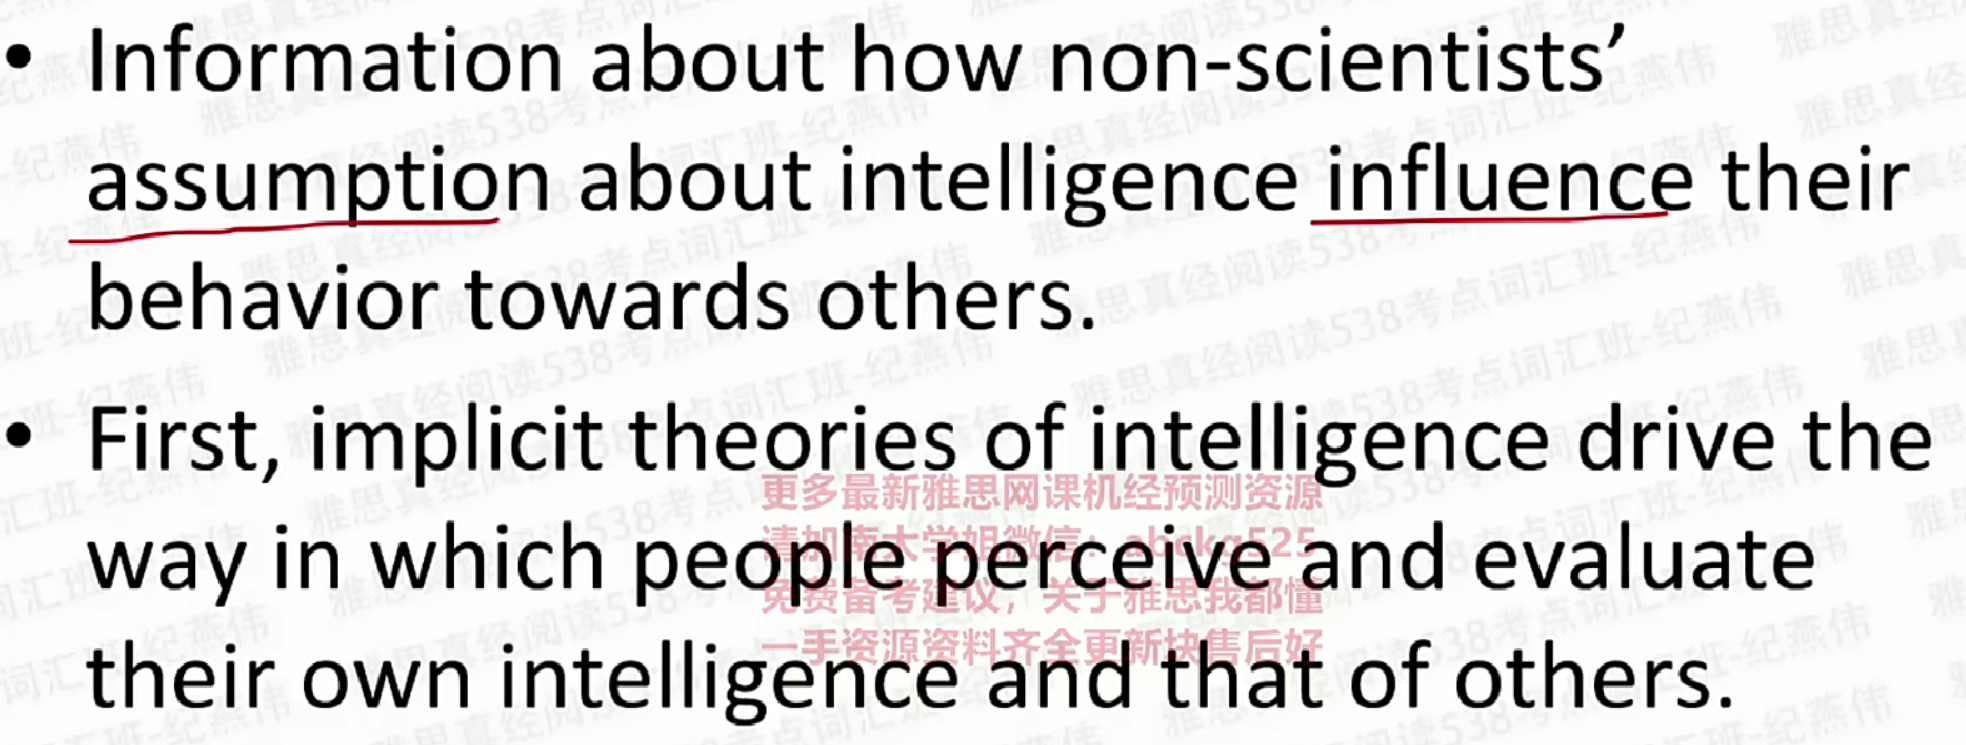 • Information about how non-scientists’
assumption about intelligence influence their
behavior towards others.
• First, implicit theories of intelligence drive the
更多最新雅思网课机经预测资源
way in which people perceive and evaluate
请加南大学姐微信：abckg525
免费备考建议，关于雅思我都懂
一手资源资料齐全更新块售后好
their own intelligence and that of others.
雅思真经阅读538考点词汇班-纪燕伟